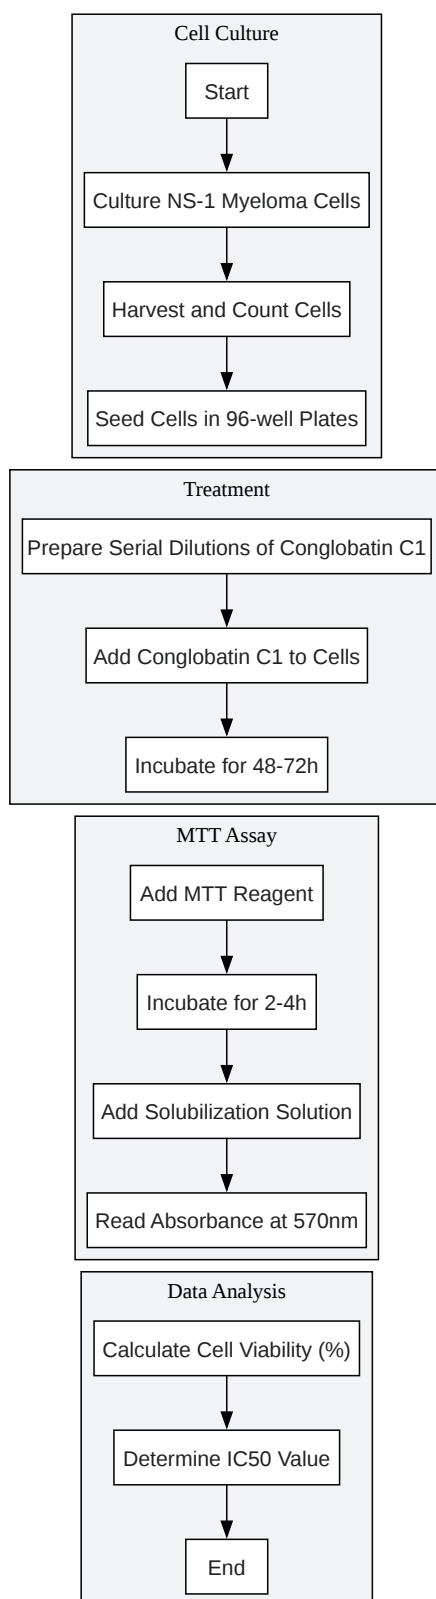 Cell Culture
Start
Culture NS-1 Myeloma Cells
Harvest and Count Cells
Seed Cells in 96-well Plates
Treatment
Prepare Serial Dilutions of Conglobatin C1
Add Conglobatin C1 to Cells
Incubate for 48-72h
MTT Assay
Add MTT Reagent
Incubate for 2-4h
Add Solubilization Solution
Read Absorbance at 570nm
Data Analysis
Calculate Cell Viability (%)
Determine IC50 Value
End